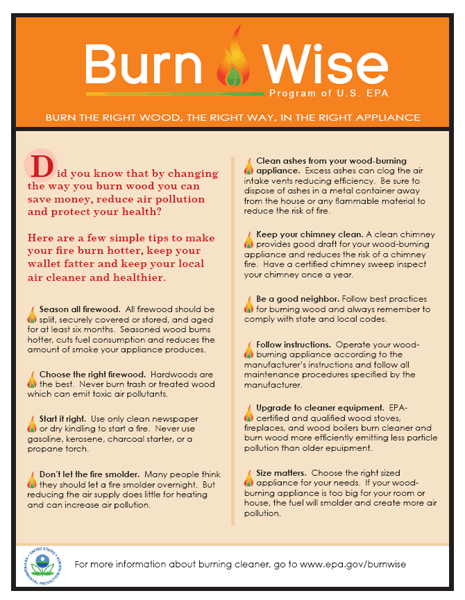 Burn Wise
Program of U.S. EPA
BURN THE RIGHT WOOD, THE RIGHT WAY, IN THE RIGHT APPLIANCE
Did you know that by changing
the way you burn wood you can
save money, reduce air pollution
and protect your health?
Here are a few simple tips to make
your fire burn hotter, keep your
wallet fatter and keep your local
air cleaner and healthier.
Season all firewood. All firewood should be
split, securely covered or stored, and aged
for at least six months. Seasoned wood burns
hotter, cuts fuel consumption and reduces the
amount of smoke your appliance produces.
Choose the right firewood. Hardwoods are
the best. Never burn trash or treated wood
which can emit toxic air pollutants.
Start it right. Use only clean newspaper
or dry kindling to start a fire. Never use
gasoline, kerosene, charcoal starter, or a
propane torch.
Don't let the fire smolder. Many people think
they should let a fire smolder overnight. But
reducing the air supply does little for heating
and can increase air pollution.
Clean ashes from your wood-burning
appliance. Excess ashes can clog the air
intake vents reducing efficiency. Be sure to
dispose of ashes in a metal container away
from the house or any flammable material to
reduce the risk of fire.
Keep your chimney clean. A clean chimney
provides good draft for your wood-burning
appliance and reduces the risk of a chimney
fire. Have a certified chimney sweep inspect
your chimney once a year.
Be a good neighbor. Follow best practices
for burning wood and always remember to
comply with state and local codes.
Follow instructions. Operate your wood-
burning appliance according to the
manufacturer's instructions and follow all
maintenance procedures specified by the
manufacturer.
Upgrade to cleaner equipment. EPA-
certified and qualified wood stoves,
fireplaces, and wood boilers burn cleaner and
burn wood more efficiently emitting less particle
pollution than older epuipment.
Size matters. Choose the right sized
appliance for your needs. If your wood-
burning appliance is too big for your room or
house, the fuel will smolder and create more air
pollution.
For more information about burning cleaner, go to www.epa.gov/burnwise